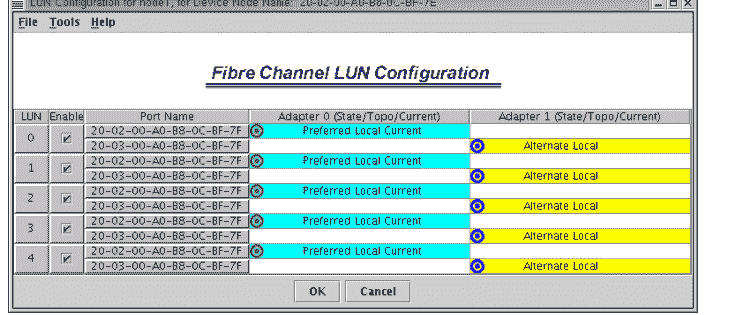 LUN Configuration for node1, for Device Node Name: 20-02-00-A0-B8-0C-BF-7E
File Tools Help
Fibre Channel LUN Configuration
LUN Enable Port Name Adapter 0 (State/Topo/Current) Adapter 1 (State/Topo/Current)
0 20-02-00-A0-B8-0C-BF-7F Preferred Local Current
20-03-00-A0-B8-0C-BF-7F Alternate Local
1 20-02-00-A0-B8-0C-BF-7F Preferred Local Current
20-03-00-A0-B8-0C-BF-7F Alternate Local
2 20-02-00-A0-B8-0C-BF-7F Preferred Local Current
20-03-00-A0-B8-0C-BF-7F Alternate Local
3 20-02-00-A0-B8-0C-BF-7F Preferred Local Current
20-03-00-A0-B8-0C-BF-7F Alternate Local
4 20-02-00-A0-B8-0C-BF-7F Preferred Local Current
20-03-00-A0-B8-0C-BF-7F Alternate Local
OK Cancel